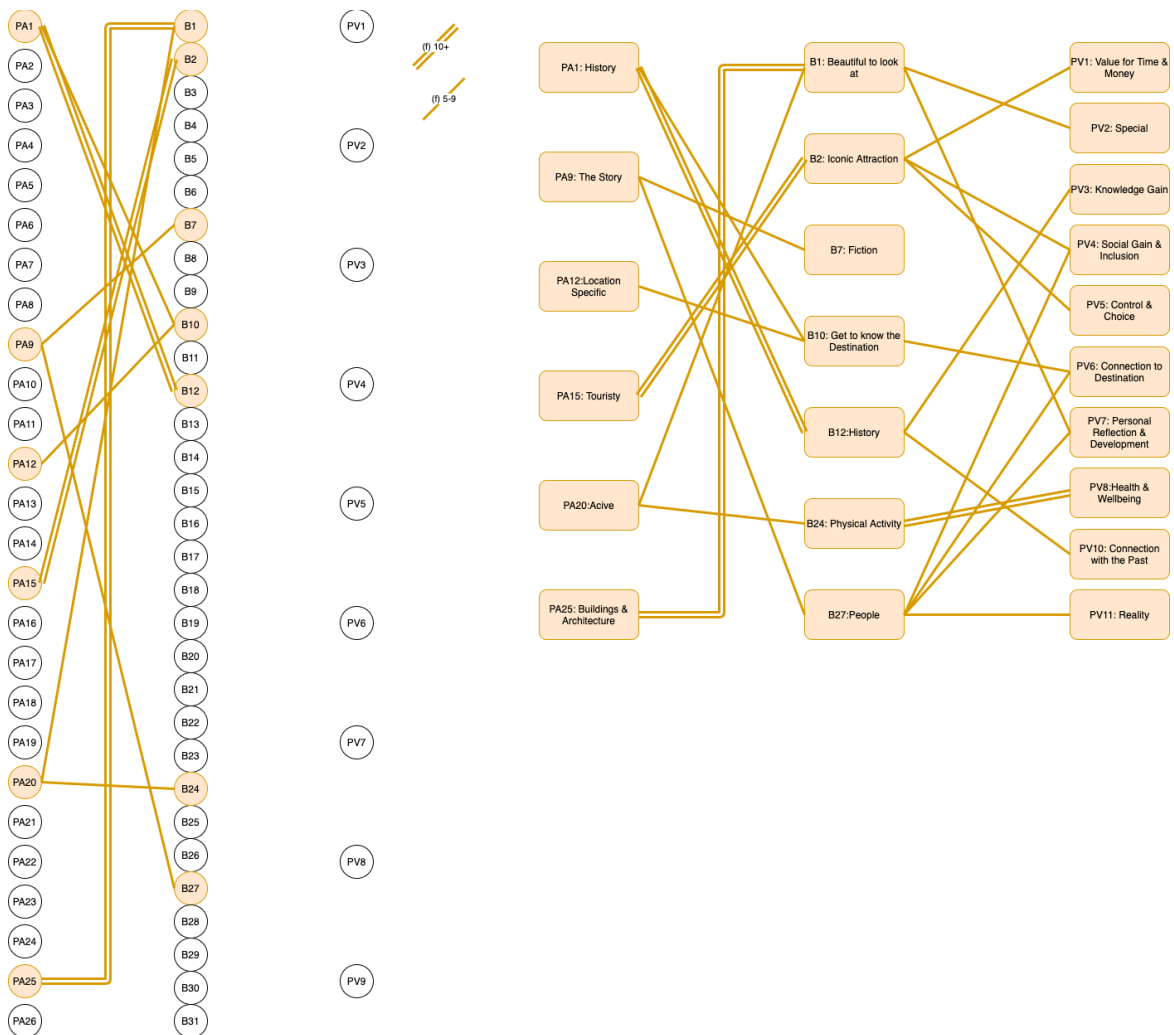 PA1
PA2
PA3
PA4
PA5
PA6
PA7
PA8
PA9
PA10
PA11
PA12
PA13
PA14
PA15
PA16
PA17
PA18
PA19
PA20
PA21
PA22
PA23
PA24
PA25
PA26
B1
B2
B3
B4
B5
B6
B7
B8
B9
B10
B11
B12
B13
B14
B15
B16
B17
B18
B19
B20
B21
B22
B23
B24
B25
B26
B27
B28
B29
B30
B31
PV1
PV2
PV3
PV4
PV5
PV6
PV7
PV8
PV9
(f) 10+
(f) 5-9
PA1: History
PA9: The Story
PA12:Location
Specific
PA15: Touristy
PA20:Acive
PA25: Buildings &
Architecture
B1: Beautiful to look
at
B2: Iconic Attraction
B7: Fiction
B10: Get to know the
Destination
B12:History
B24: Physical Activity
B27:People
PV1: Value for Time &
Money
PV2: Special
PV3: Knowledge Gain
PV4: Social Gain &
Inclusion
PV5: Control &
Choice
PV6: Connection to
Destination
PV7: Personal
Reflection &
Development
PV8:Health &
Wellbeing
PV10: Connection
with the Past
PV11: Reality